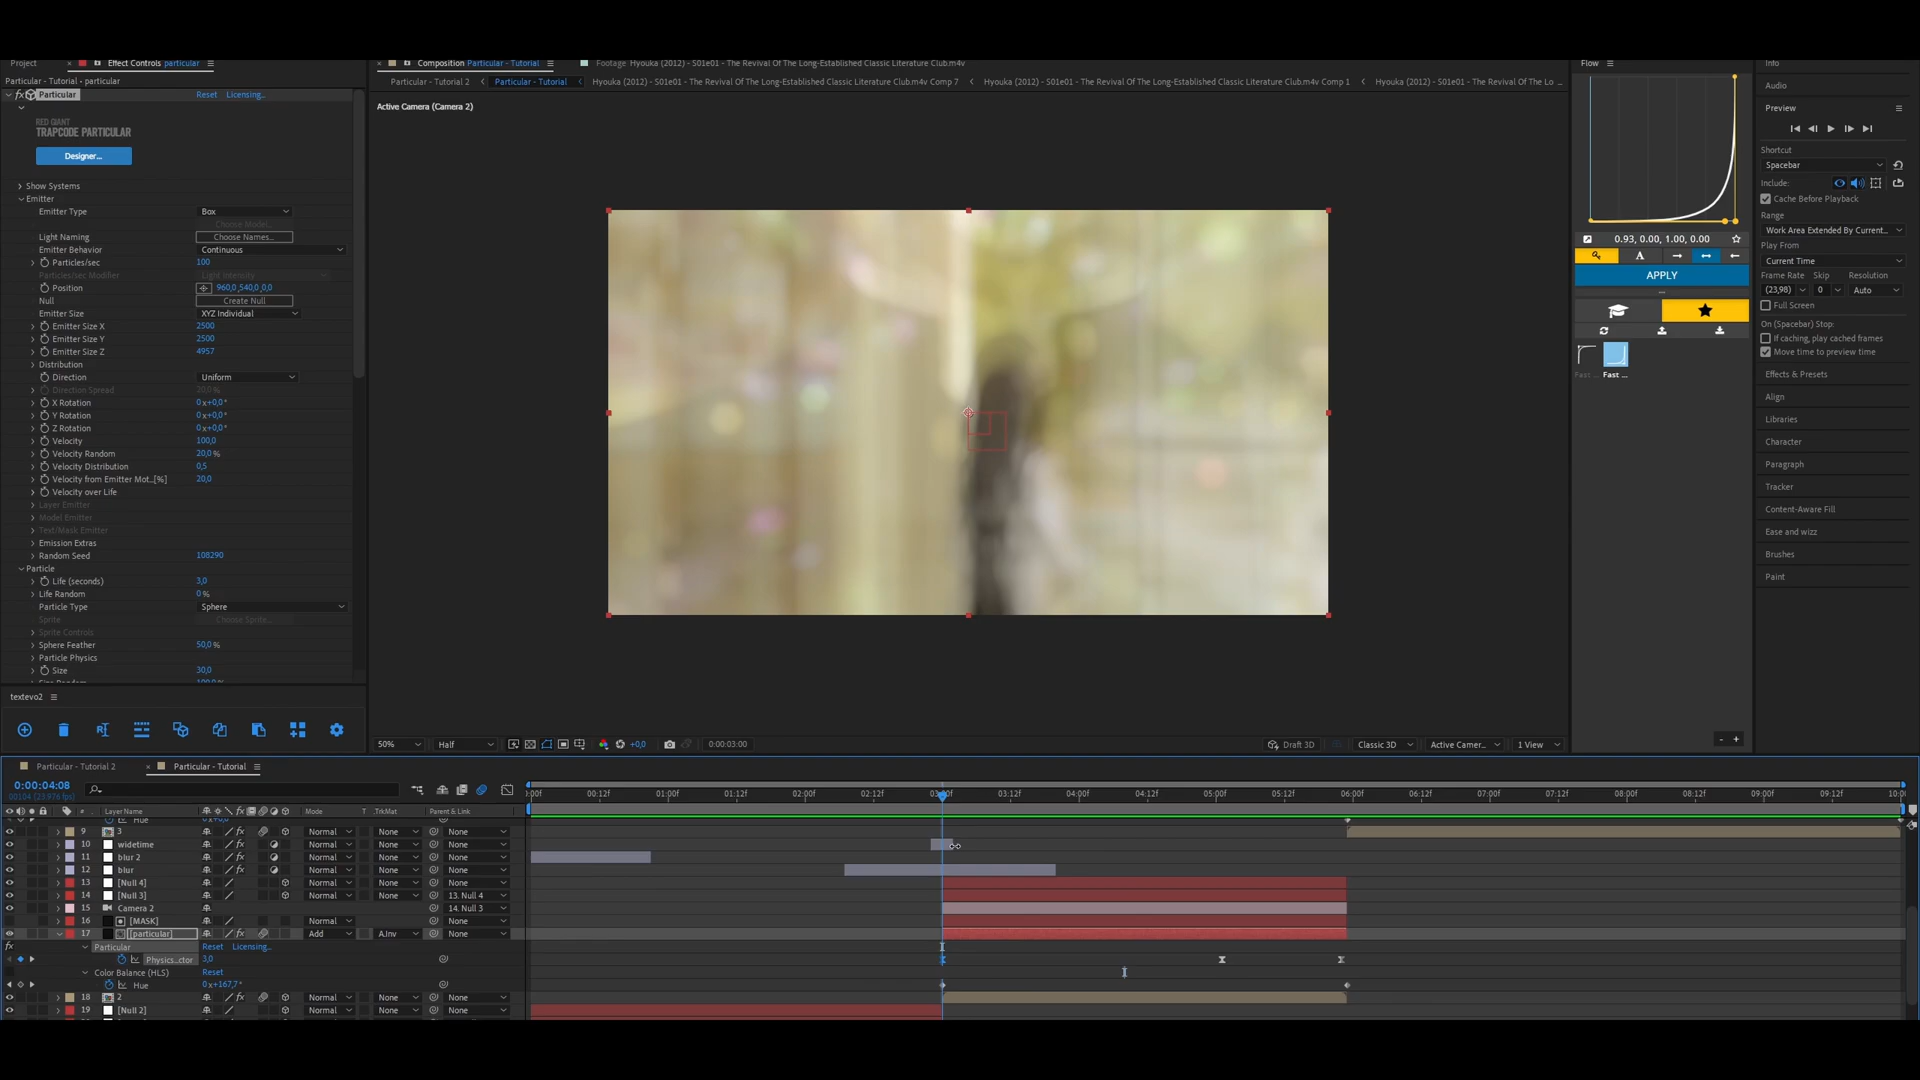 Project
Effect Controls particular
Particular - Tutorial - particular
fx Particular
Reset
Licensing...
RED GIANT
TRAPCODE PARTICULAR
Designer...
Show Systems
Emitter
Emitter Type
Box
Choose Model...
Light Naming
Choose Names...
Emitter Behavior
Continuous
Particles/sec
100
Particles/sec Modifier
Light Intensity
Position
960,0,540,0,0,0
Null
Create Null
Emitter Size
XYZ Individual
Emitter Size X
2500
Emitter Size Y
2500
Emitter Size Z
4957
Distribution
Direction
Uniform
Direction Spread
20,0%
X Rotation
0x+0,0°
Y Rotation
0x+0,0°
Z Rotation
0x+0,0°
Velocity
100,0
Velocity Random
20,0%
Velocity Distribution
0,5
Velocity from Emitter Mot...[%]
20,0
Velocity over Life
Layer Emitter
Model Emitter
Text/Mask Emitter
Emission Extras
Random Seed
108290
Particle
Life (seconds)
3,0
Life Random
0%
Particle Type
Sphere
Sprite
Choose Sprite...
Sprite Controls
Sphere Feather
50,0%
Particle Physics
Size
30,0
textevo2
Composition Particular - Tutorial
Footage Hyouka (2012) - S01e01 - The Revival Of The Long-Established Classic Literature Club.m4v
Particular - Tutorial 2
Particular - Tutorial
Hyouka (2012) - S01e01 - The Revival Of The Long-Established Classic Literature Club.m4v Comp 7
Hyouka (2012) - S01e01 - The Revival Of The Long-Established Classic Literature Club.m4v Comp 1
Hyouka (2012) - S01e01 - The Revival Of The Lo
Active Camera (Camera 2)
50%
Half
+0,0
0:00:03:00
Draft 3D
Classic 3D
Active Camer...
1 View
Flow
0.93, 0.00, 1.00, 0.00
A
APPLY
Fast ...
Fast ...
Info
Audio
Preview
Shortcut
Spacebar
Include:
Cache Before Playback
Range
Work Area Extended By Current...
Play From
Current Time
Frame Rate
Skip
Resolution
(23,98)
0
Auto
Full Screen
On (Spacebar) Stop:
If caching, play cached frames
Move time to preview time
Effects & Presets
Align
Libraries
Character
Paragraph
Tracker
Content-Aware Fill
Ease and wizz
Brushes
Paint
Particular - Tutorial 2
Particular - Tutorial
0:00:04:08
00104 (23.976 fps)
:00f
00:12f
01:00f
01:12f
02:00f
02:12f
03:00f
03:12f
04:00f
04:12f
05:00f
05:12f
06:00f
06:12f
07:00f
07:12f
08:00f
08:12f
09:00f
09:12f
10:0
#
Layer Name
Mode
T
TrkMat
Parent & Link
Hue
9
3
Normal
None
None
10
widetime
Normal
None
None
11
blur 2
Normal
None
None
12
blur
Normal
None
None
13
[Null 4]
Normal
None
None
14
[Null 3]
Normal
None
13. Null 4
15
Camera 2
14. Null 3
16
[MASK]
Normal
None
17
[particular]
Add
A.Inv
None
Particular
Reset
Licensing...
Physics...ctor
3,0
Color Balance (HLS)
Reset
Hue
0x+167,7°
18
2
Normal
None
None
19
[Null 2]
Normal
None
None